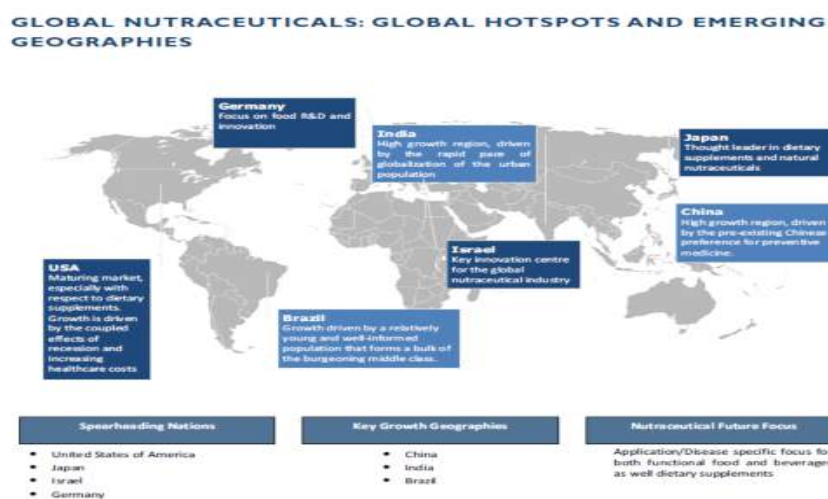 GLOBAL NUTRACEUTICALS: GLOBAL HOTSPOTS AND EMERGING
GEOGRAPHIES
Germany
Focus on food R&D and
innovation
India
High growth region, driven
by the rapid pace of
globalization of the urban
population
Japan
Thought leader in dietary
supplements and natural
nutraceuticals
China
High growth region, driven
by the pre-existing Chinese
preference for preventive
medicine.
Israel
Key innovation centre
for the global
nutraceutical industry
USA
Maturing market,
especially with
respect to dietary
supplements.
Growth is driven
by the coupled
effects of
recession and
increasing
healthcare costs
Brazil
Growth driven by a relatively
young and well-informed
population that forms a bulk of
the burgeoning middle class.
Spearheading Nations
• United States of America
• Japan
• Israel
• Germany
Key Growth Geographies
• China
• India
• Brazil
Nutraceutical Future Focus
Application/Disease specific focus fo
both functional food and beverage
as well dietary supplements